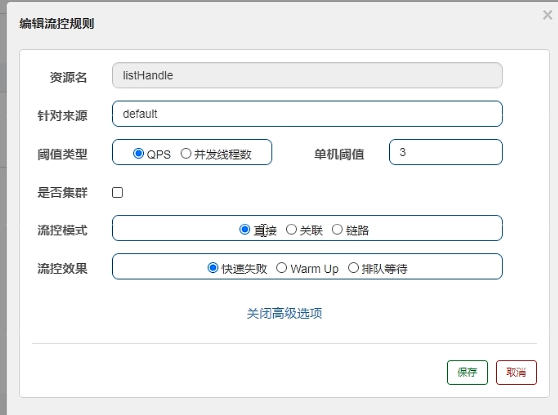 编辑流控规则 ×
资源名 listHandle
针对来源 default
阈值类型 QPS 并发线程数 单机阈值 3
是否集群
流控模式 直接 关联 链路
流控效果 快速失败 Warm Up 排队等待
关闭高级选项
保存 取消